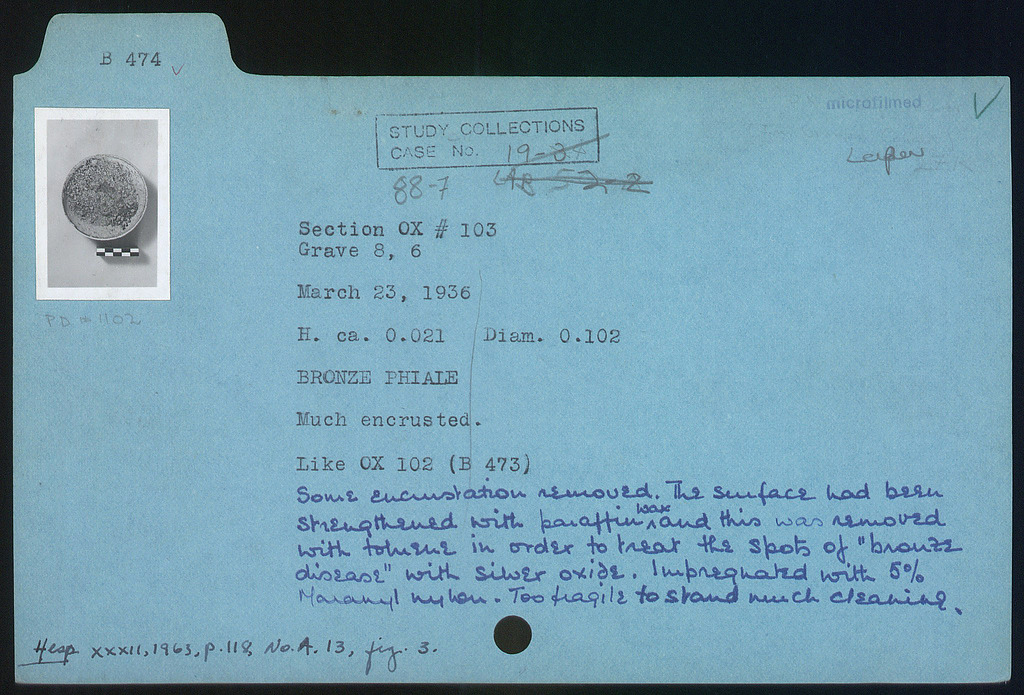 B 474
microfilmed
STUDY COLLECTIONS
CASE No. 19-3
88-7
Section OX # 103
Grave 8, 6
March 23, 1936
H. ca. 0.021 Diam. 0.102
BRONZE PHIALE
Much encrusted.
Like OX 102 (B 473)
Some encrustation removed. The surface had been
strengthened with paraffin wax, and this was removed
with toluene in order to treat the spots of "bronze
disease" with silver oxide. Impregnated with 5%
Maranyl nylon. Too fragile to stand much cleaning.
PD # 1102
Hesp XXXII, 1963, p. 118, No. A. 13, fig. 3.